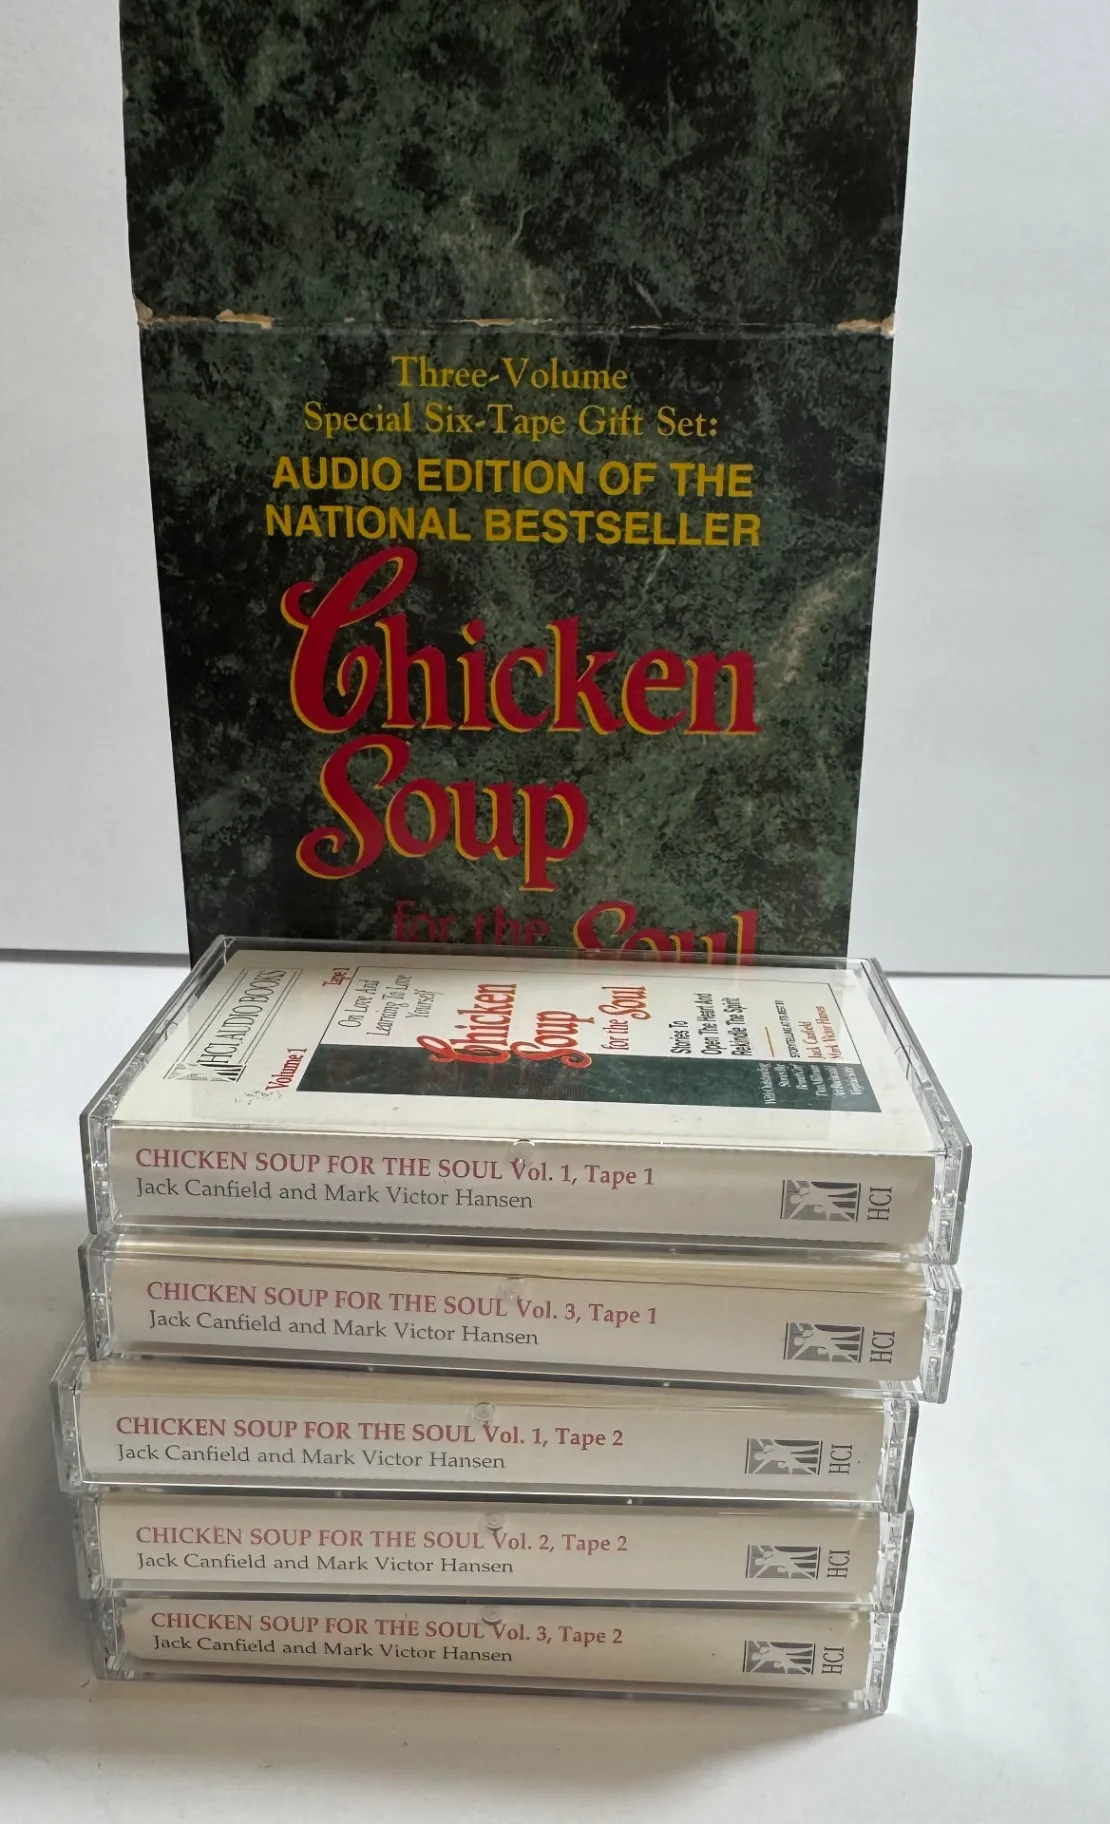 Three-Volume
Special Six-Tape Gift Set:
AUDIO EDITION OF THE
NATIONAL BESTSELLER
Chicken
Soup
for the Soul
HCI AUDIO BOOKS
Volume 1
Tape 1
On Love And
Learning To Love
Yourself
Chicken
Soup
for the Soul
Stories To
Open The Heart And
Rekindle The Spirit
Jack Canfield
Mark Victor Hansen
CHICKEN SOUP FOR THE SOUL Vol. 1, Tape 1
Jack Canfield and Mark Victor Hansen
HCI
CHICKEN SOUP FOR THE SOUL Vol. 3, Tape 1
Jack Canfield and Mark Victor Hansen
HCI
CHICKEN SOUP FOR THE SOUL Vol. 1, Tape 2
Jack Canfield and Mark Victor Hansen
HCI
CHICKEN SOUP FOR THE SOUL Vol. 2, Tape 2
Jack Canfield and Mark Victor Hansen
HCI
CHICKEN SOUP FOR THE SOUL Vol. 3, Tape 2
Jack Canfield and Mark Victor Hansen
HCI